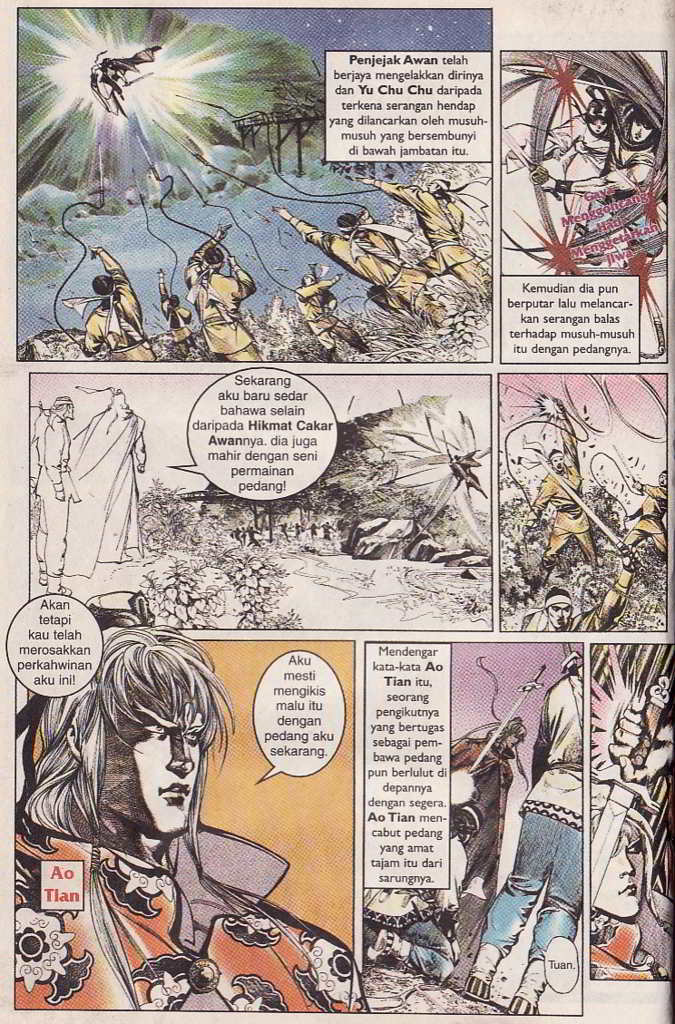 Penjejak Awan telah
berjaya mengelakkan dirinya
dan Yu Chu Chu daripada
terkena serangan hendap
yang dilancarkan oleh musuh-
musuh yang bersembunyi
di bawah jambatan itu.
Gaya
Menggoncang
Hati
Menggetarkan
Jiwa
Kemudian dia pun
berputar lalu melancar-
kan serangan balas
terhadap musuh-musuh
itu dengan pedangnya.
Sekarang
aku baru sedar
bahawa selain
daripada Hikmat Cakar
Awannya. dia juga
mahir dengan seni
permainan
pedang!
Akan
tetapi
kau telah
merosakkan
perkahwinan
aku ini!
Aku
mesti
mengikis
malu itu
dengan
pedang aku
sekarang.
Ao
Tian
Mendengar
kata-kata Ao
Tian itu,
seorang
pengikutnya
yang bertugas
sebagai pem-
bawa pedang
pun berlutut di
depannya
dengan segera.
Ao Tian men-
cabut pedang
yang amat
tajam itu dari
sarungnya.
Tuan.